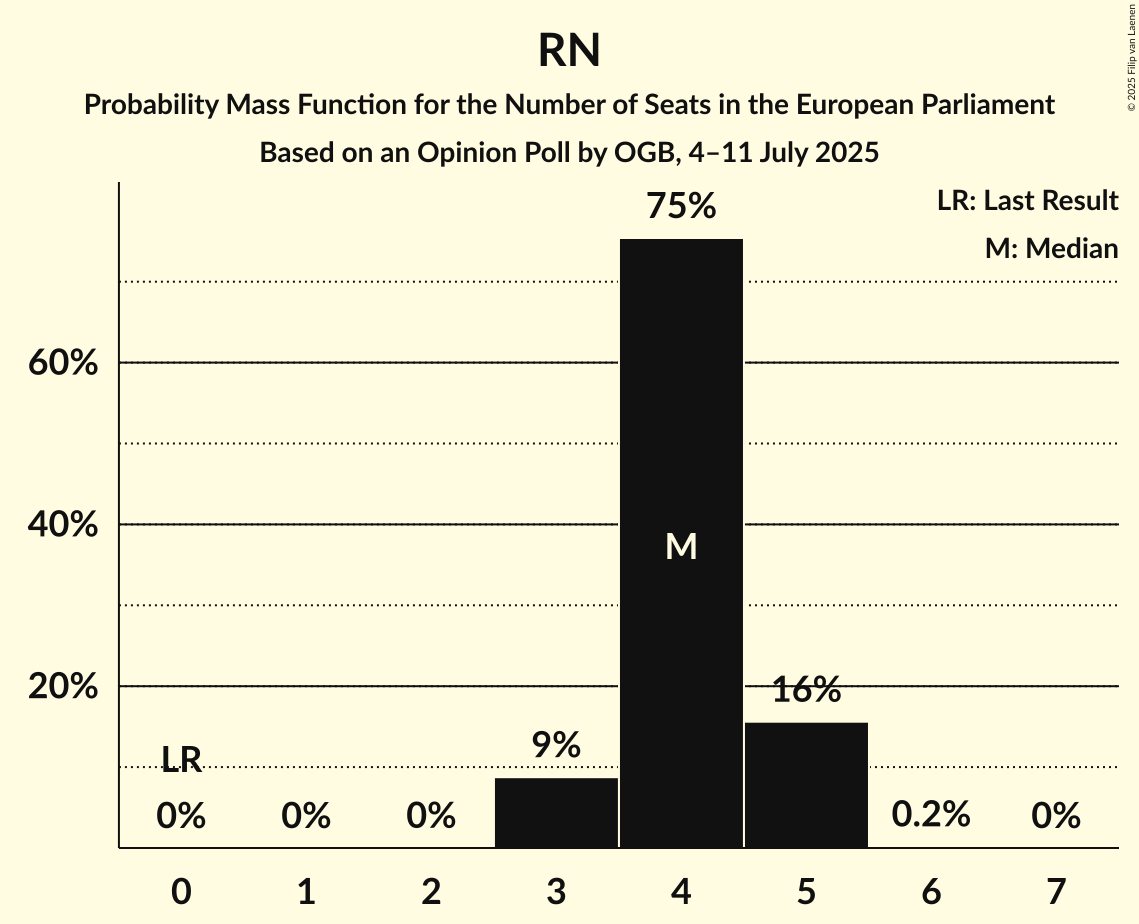 RN
Probability Mass Function for the Number of Seats in the European Parliament
Based on an Opinion Poll by OGB, 4–11 July 2025
© 2025 Filip van Laenen
LR: Last Result
M: Median
75%
60%
40%
M
20%
16%
9%
LR
0%
0%
0%
0.2%
0%
0 1 2 3 4 5 6 7